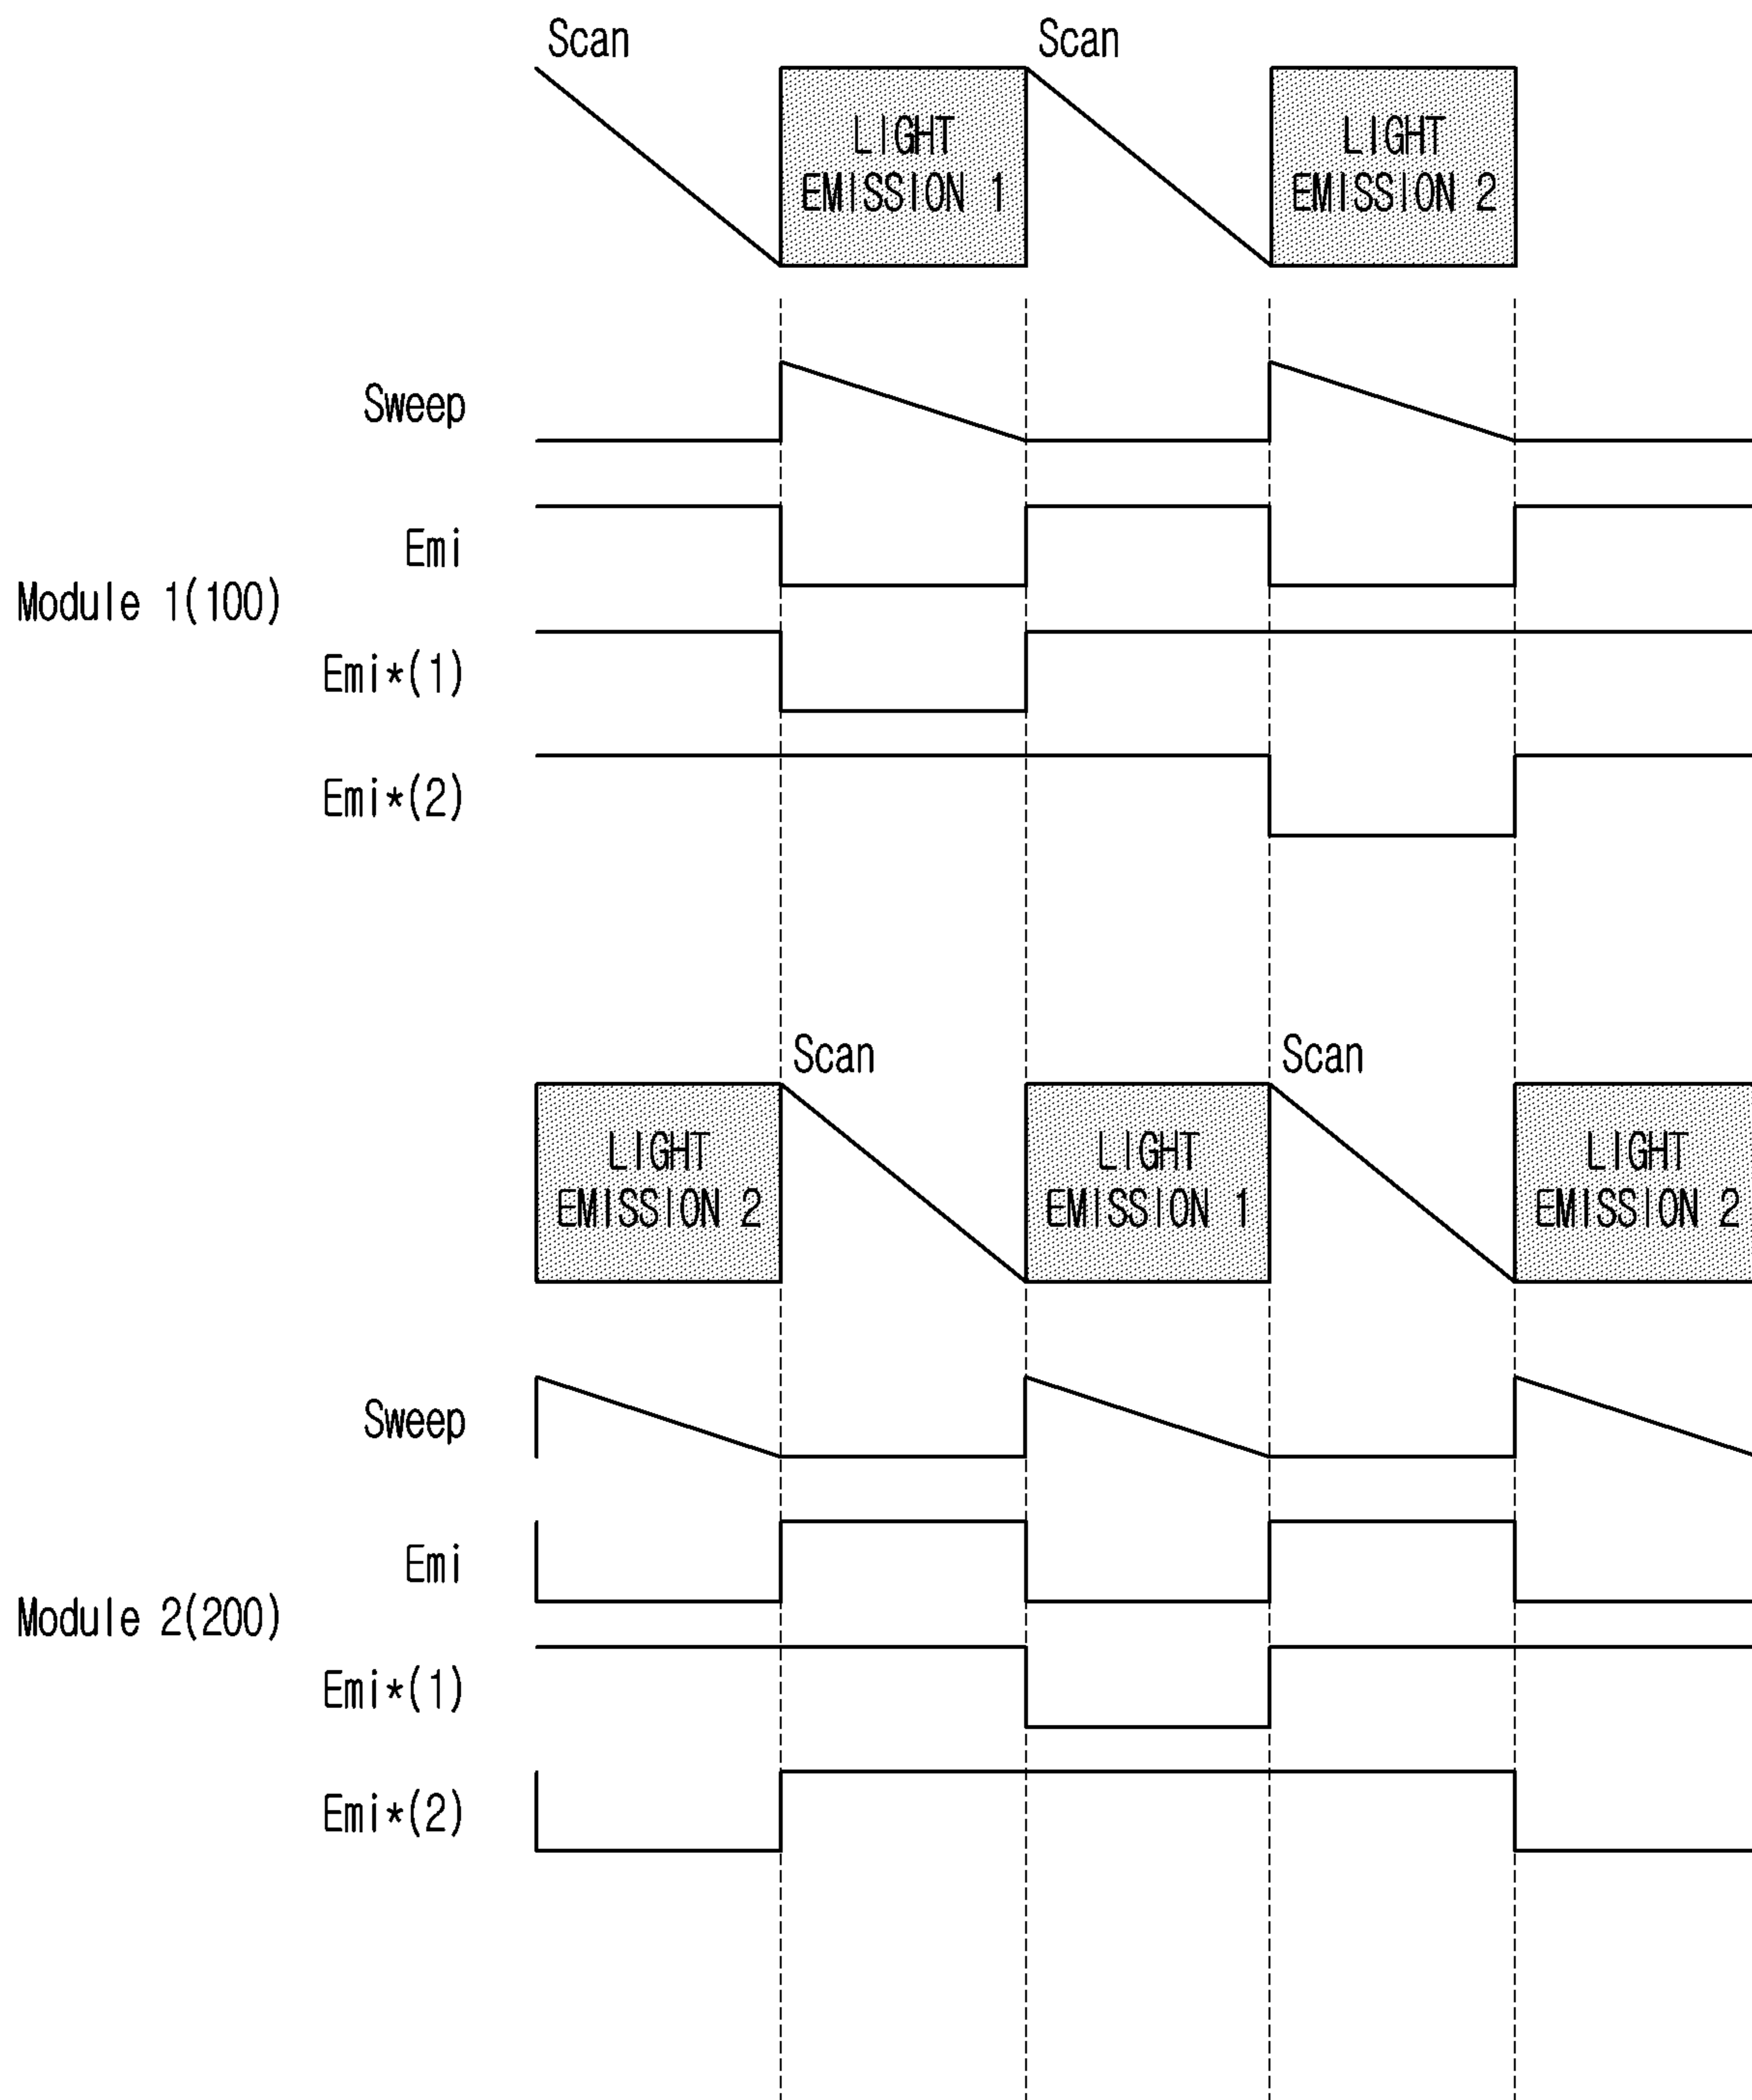 Scan
Scan
LIGHT
EMISSION 1
LIGHT
EMISSION 2
Sweep
Emi
Module 1(100)
Emi*(1)
Emi*(2)
Scan
Scan
LIGHT
EMISSION 2
LIGHT
EMISSION 1
LIGHT
EMISSION 2
Sweep
Emi
Module 2(200)
Emi*(1)
Emi*(2)